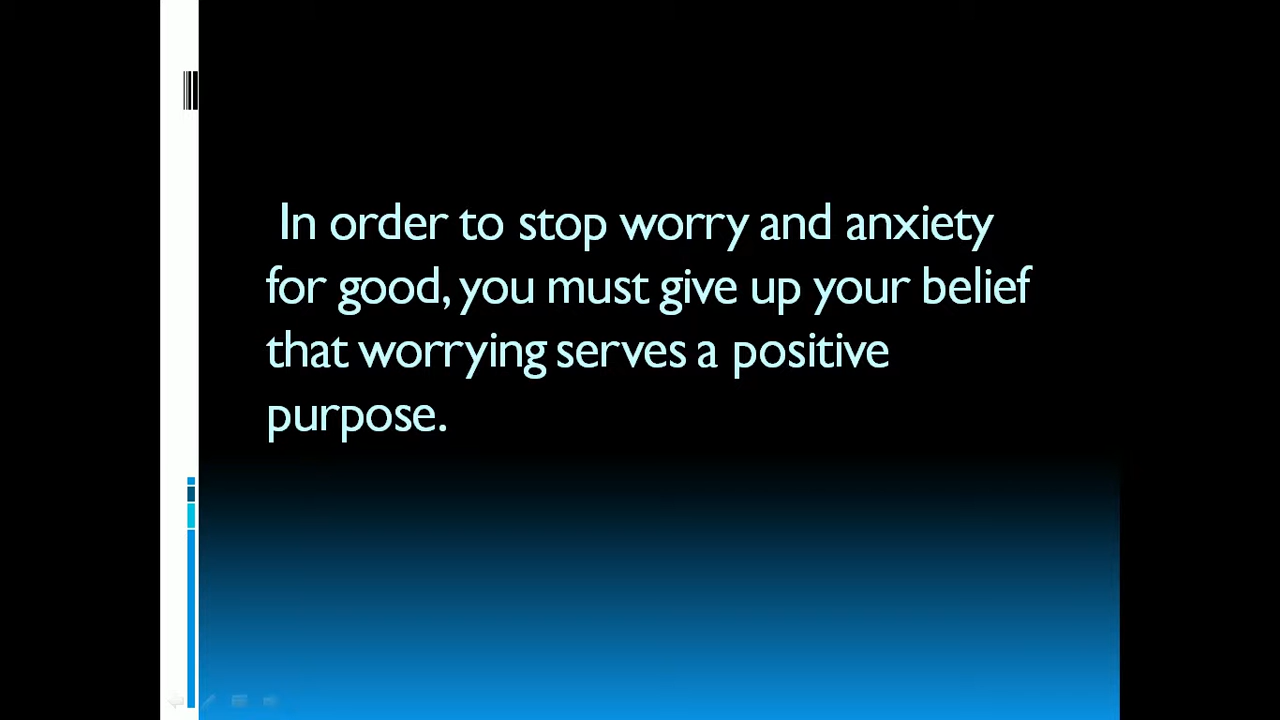 In order to stop worry and anxiety
for good, you must give up your belief
that worrying serves a positive
purpose.